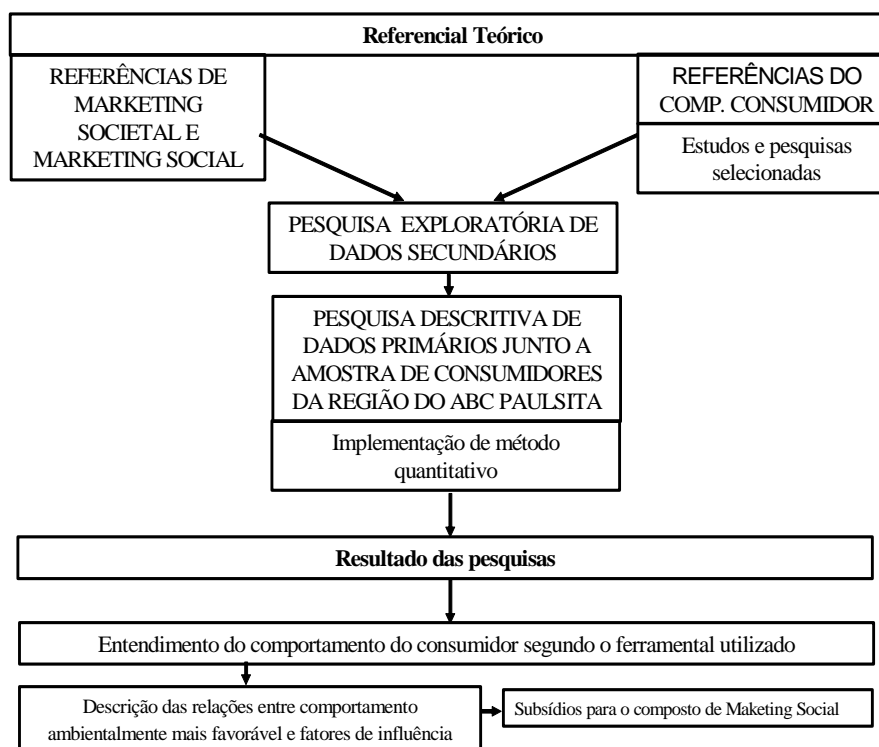 Referencial Teórico
REFERÊNCIAS DE
MARKETING
SOCIETAL E
MARKETING SOCIAL
REFERÊNCIAS DO
COMP. CONSUMIDOR
Estudos e pesquisas
selecionadas
PESQUISA EXPLORATÓRIA DE
DADOS SECUNDÁRIOS
PESQUISA DESCRITIVA DE
DADOS PRIMÁRIOS JUNTO A
AMOSTRA DE CONSUMIDORES
DA REGIÃO DO ABC PAULSITA
Implementação de método
quantitativo
Resultado das pesquisas
Entendimento do comportamento do consumidor segundo o ferramental utilizado
Descrição das relações entre comportamento
ambientalmente mais favorável e fatores de influência
Subsídios para o composto de Maketing Social